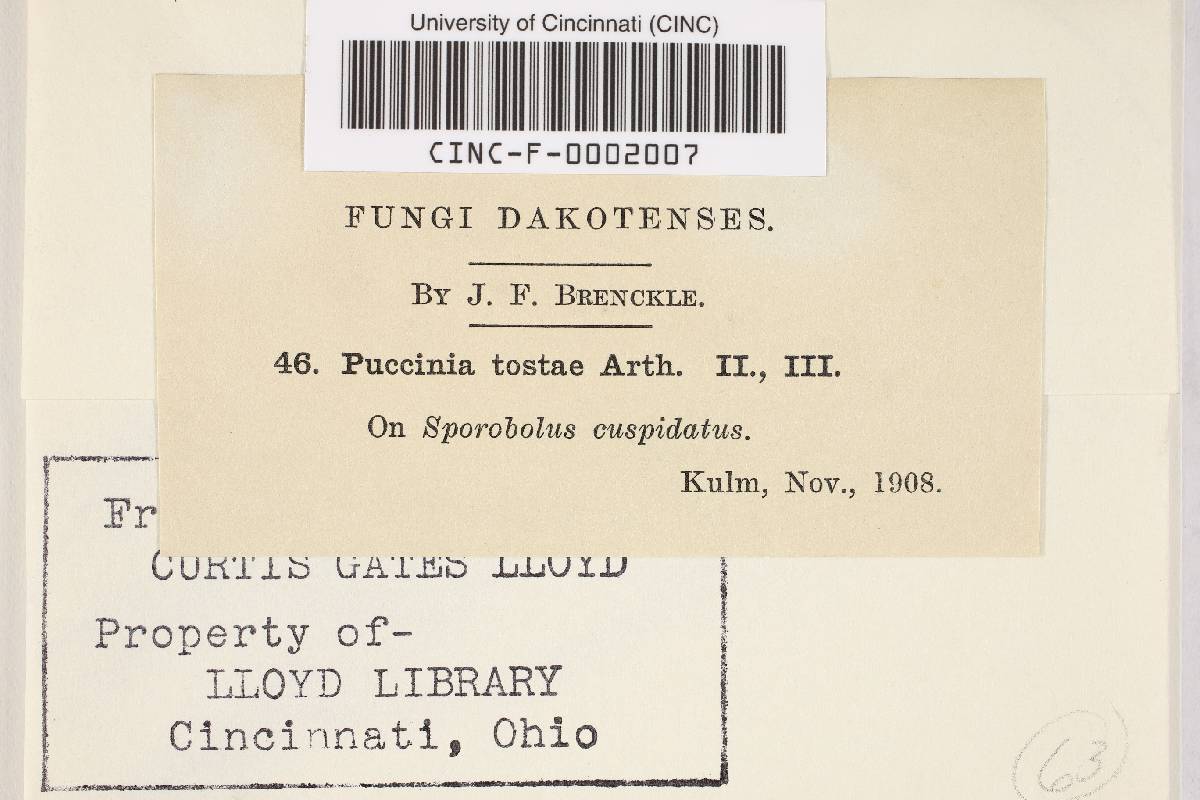 University of Cincinnati (CINC)
CINC-F-0002007
FUNGI DAKOTENSES.
BY J. F. BRENCKLE.
46. Puccinia tostae Arth. II., III.
On Sporobolus cuspidatus.
Kulm, Nov., 1908.
CURTIS GATES LLOYD
Property of-
LLOYD LIBRARY
Cincinnati, Ohio
63